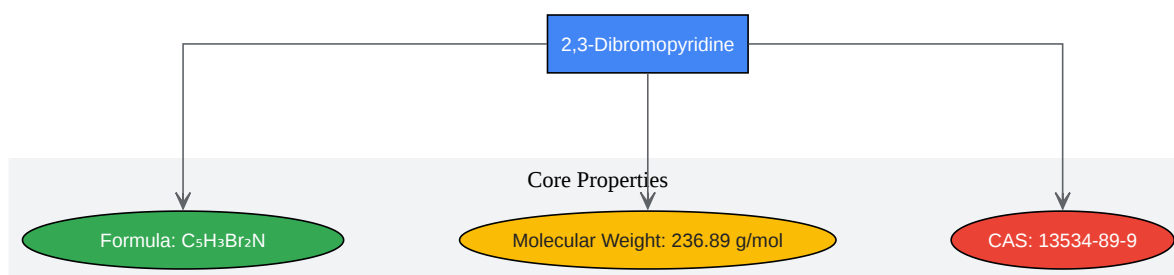 2,3-Dibromopyridine
Core Properties
Formula: C₅H₃Br₂N
Molecular Weight: 236.89 g/mol
CAS: 13534-89-9